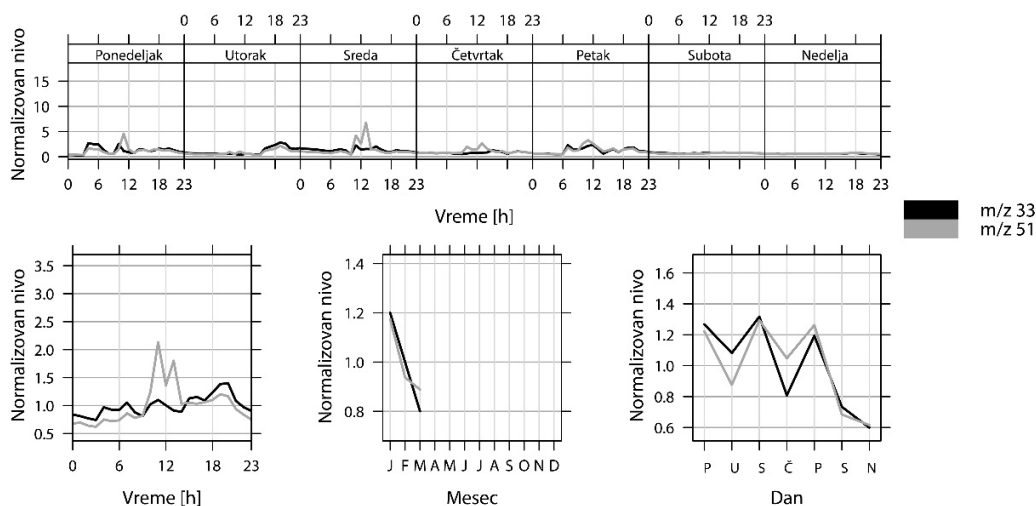 0 6 12 18 23 0 6 12 18 23 0 6 12 18 23
Ponedeljak Utorak Sreda Četvrtak Petak Subota Nedelja
Normalizovan nivo
15
10
5
0
0 6 12 18 23 0 6 12 18 23 0 6 12 18 23 0 6 12 18 23
Vreme [h]
m/z 33
m/z 51
Normalizovan nivo
3.5
3.0
2.5
2.0
1.5
1.0
0.5
0 6 12 18 23
Vreme [h]
Normalizovan nivo
1.4
1.2
1.0
0.8
J F M A M J J A S O N D
Mesec
Normalizovan nivo
1.6
1.4
1.2
1.0
0.8
0.6
P U S Č P S N
Dan